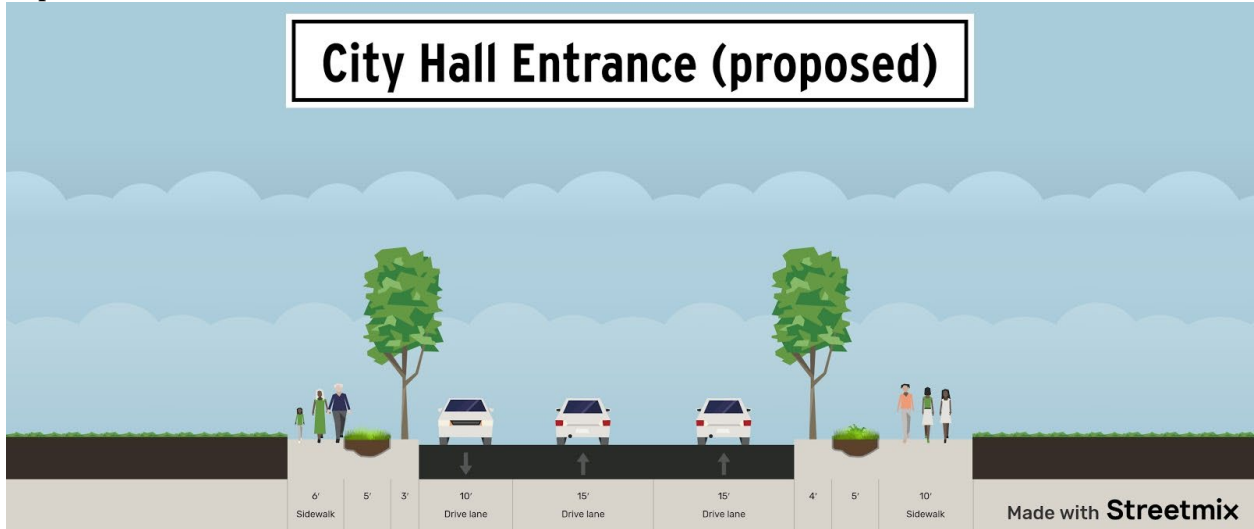 City Hall Entrance (proposed)
6' 5' 3' 10' 15' 15' 4' 5' 10'
Sidewalk Drive lane Drive lane Drive lane Sidewalk
Made with Streetmix